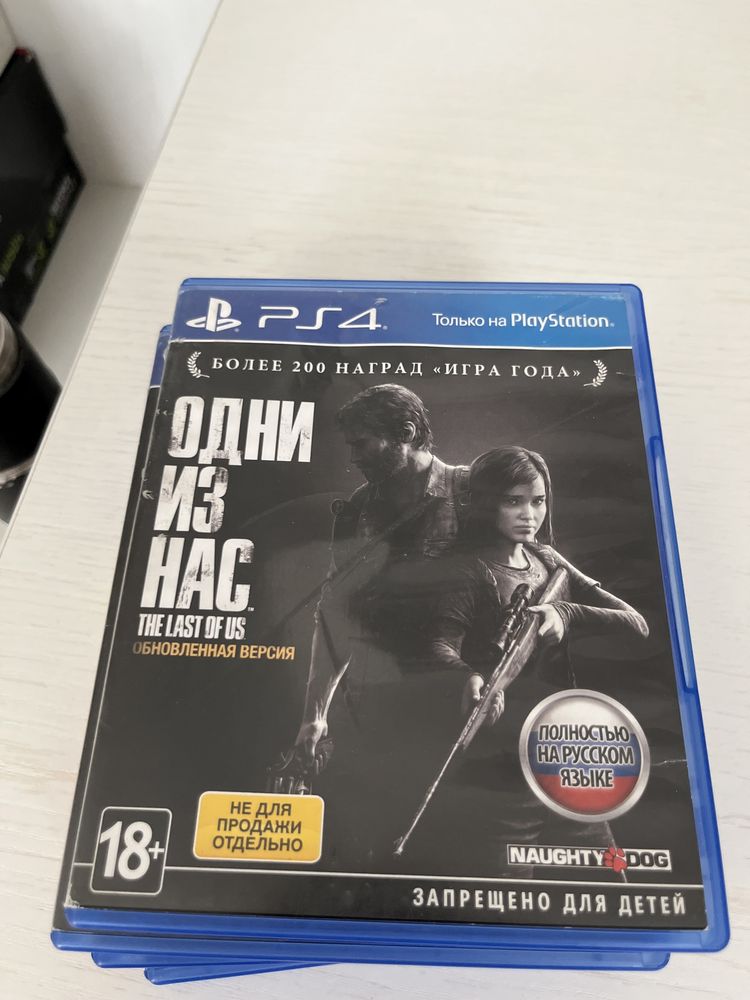 PS4
Только на PlayStation
БОЛЕЕ 200 НАГРАД «ИГРА ГОДА»
ОДНИ
ИЗ
НАС
THE LAST OF US
ОБНОВЛЕННАЯ ВЕРСИЯ
ПОЛНОСТЬЮ
НА РУССКОМ
ЯЗЫКЕ
НЕ ДЛЯ
ПРОДАЖИ
ОТДЕЛЬНО
18+
NAUGHTY DOG
ЗАПРЕЩЕНО ДЛЯ ДЕТЕЙ